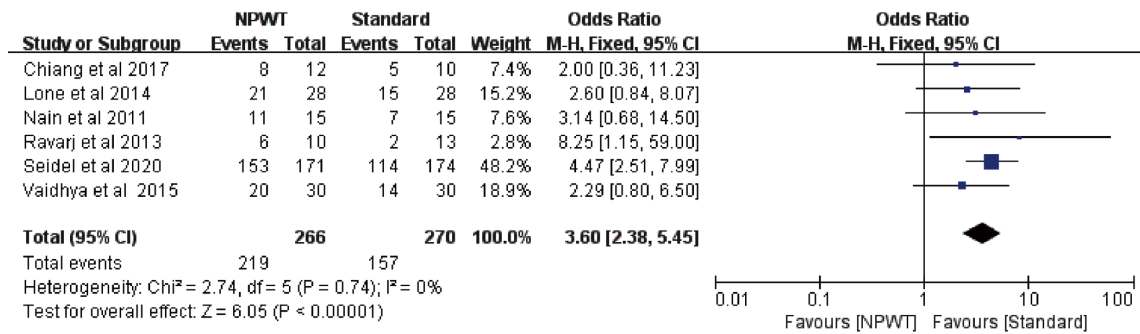 NPWT Standard Odds Ratio Odds Ratio
Study or Subgroup Events Total Events Total Weight M-H, Fixed, 95% CI M-H, Fixed, 95% CI
Chiang et al 2017 8 12 5 10 7.4% 2.00 [0.36, 11.23]
Lone et al 2014 21 28 15 28 15.2% 2.60 [0.84, 8.07]
Nain et al 2011 11 15 7 15 7.6% 3.14 [0.68, 14.50]
Ravarj et al 2013 6 10 2 13 2.8% 8.25 [1.15, 59.00]
Seidel et al 2020 153 171 114 174 48.2% 4.47 [2.51, 7.99]
Vaidhya et al 2015 20 30 14 30 18.9% 2.29 [0.80, 6.50]
Total (95% CI) 266 270 100.0% 3.60 [2.38, 5.45]
Total events 219 157
Heterogeneity: Chi² = 2.74, df = 5 (P = 0.74); I² = 0%
Test for overall effect: Z = 6.05 (P < 0.00001)
0.01 0.1 1 10 100
Favours [NPWT] Favours [Standard]